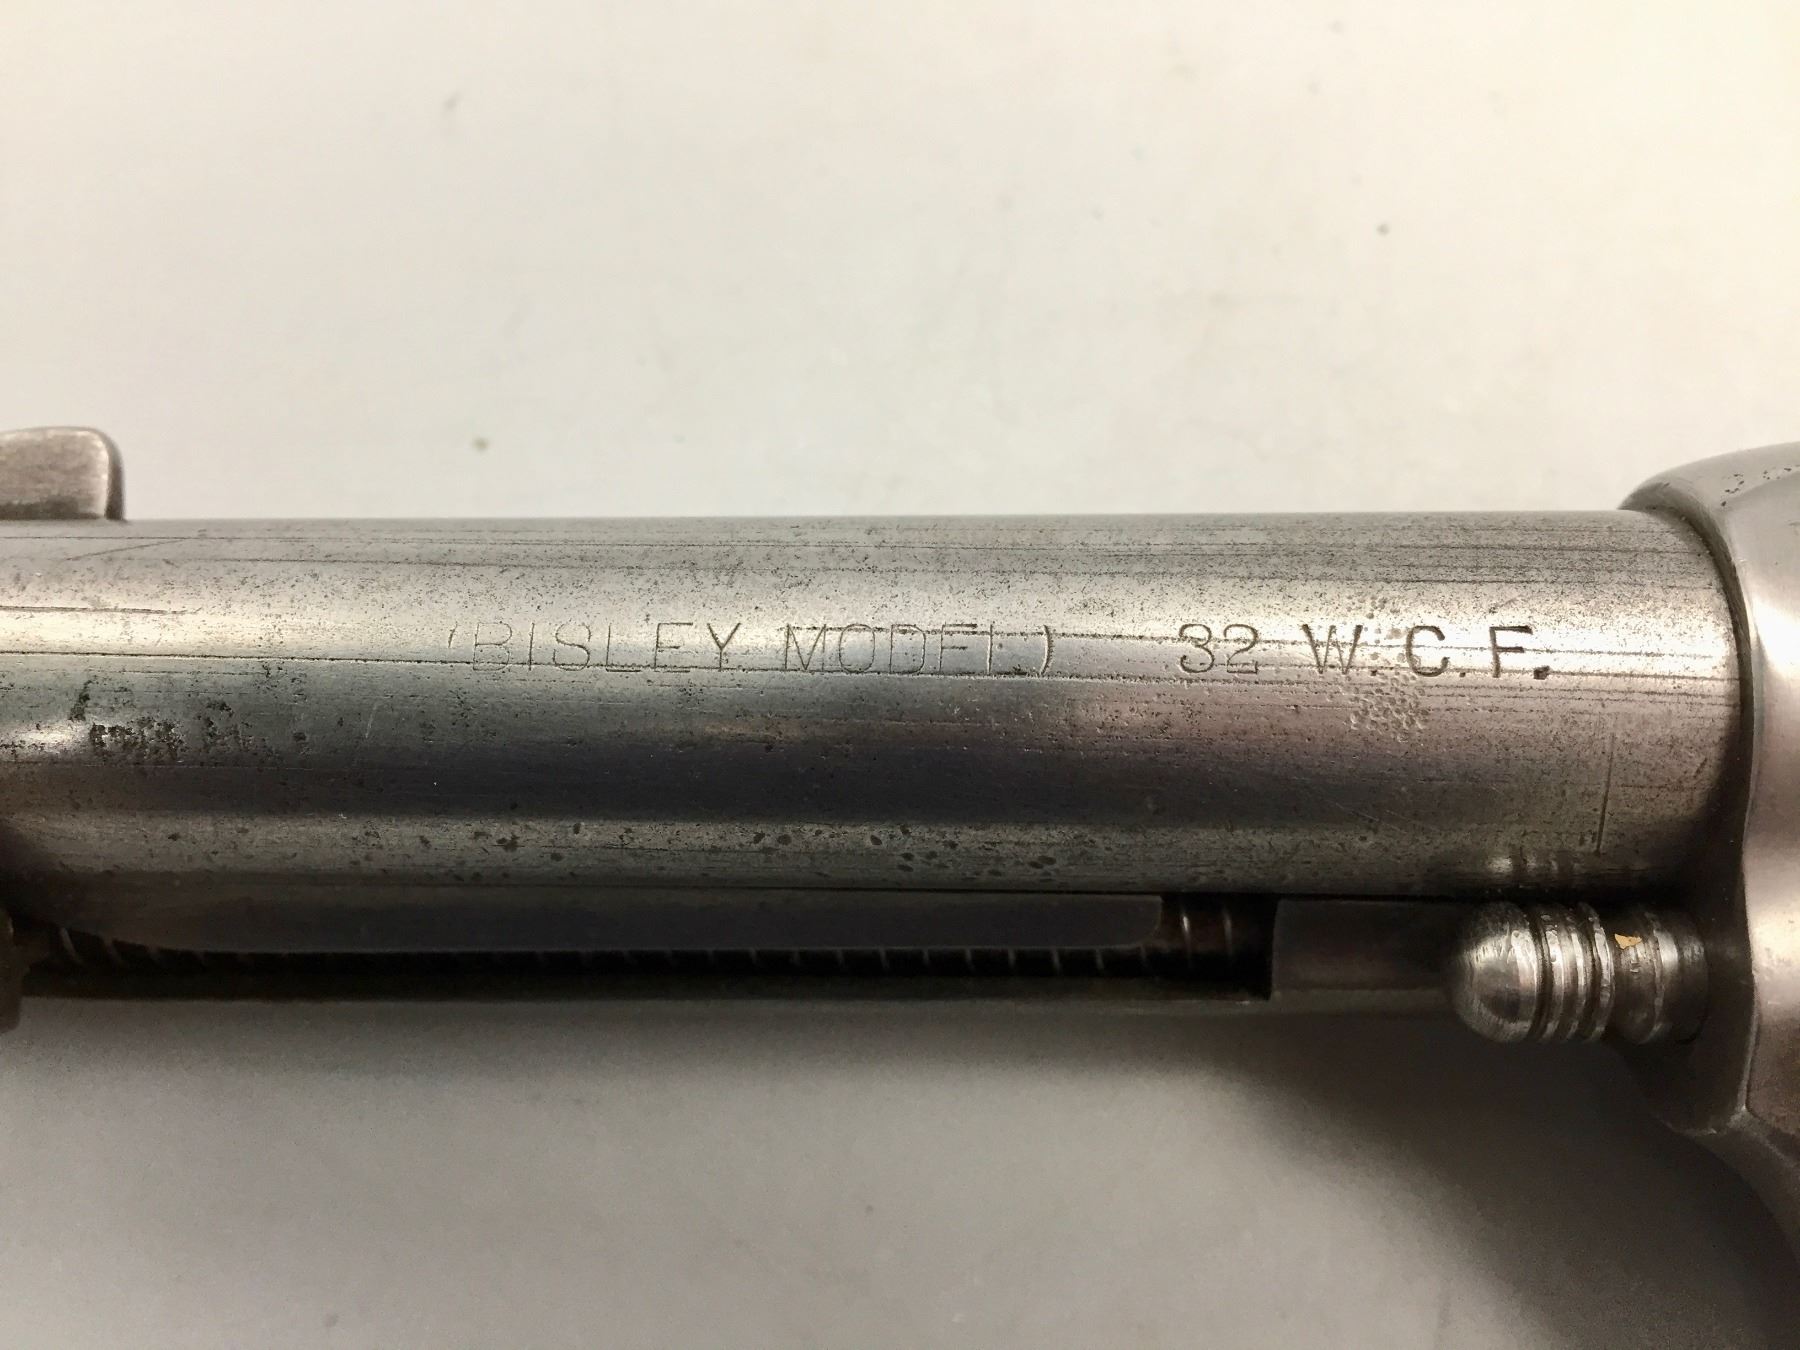 (BISLEY MODEL) 32 W.C.F.